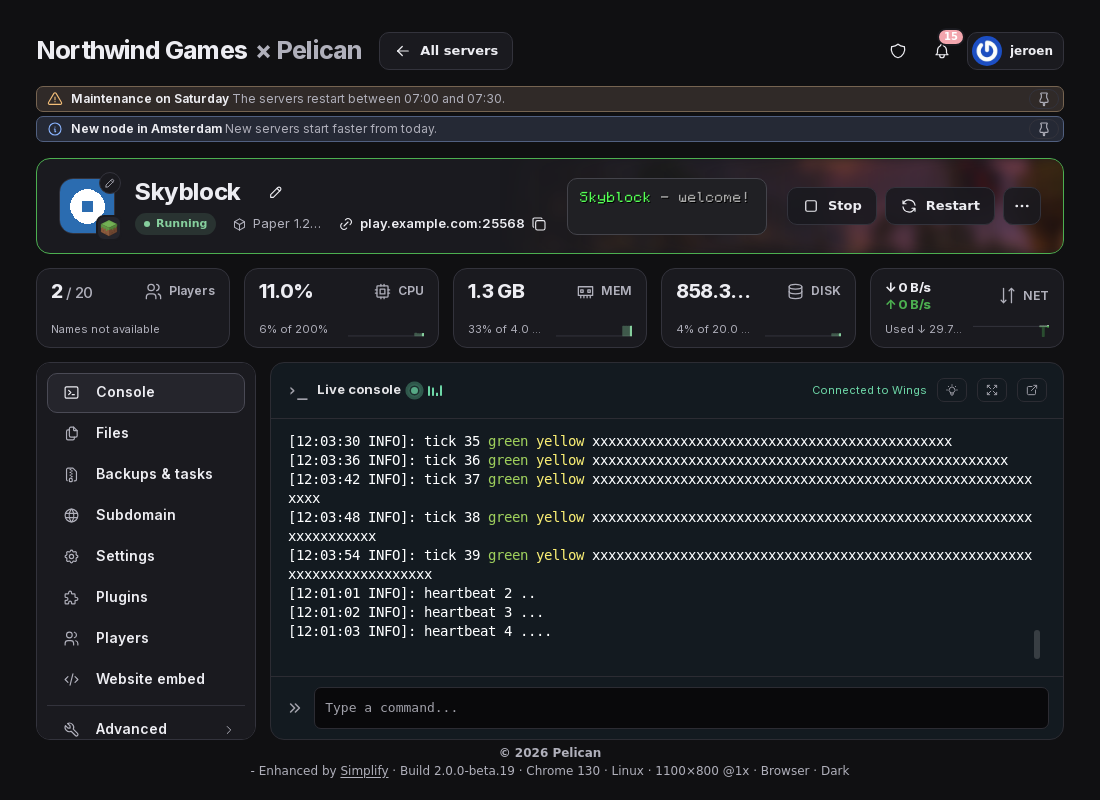 Northwind Games × Pelican
All servers
15
jeroen
Maintenance on Saturday The servers restart between 07:00 and 07:30.
New node in Amsterdam New servers start faster from today.
Skyblock
Running
Paper 1.2...
play.example.com:25568
Skyblock – welcome!
Stop
Restart
2 / 20
Players
Names not available
11.0%
CPU
6% of 200%
1.3 GB
MEM
33% of 4.0 ...
858.3...
DISK
4% of 20.0 ...
↓ 0 B/s
↑ 0 B/s
NET
Used ↓ 29.7...
Console
Files
Backups & tasks
Subdomain
Settings
Plugins
Players
Website embed
Advanced
Live console
Connected to Wings
[12:03:30 INFO]: tick 35 green yellow xxxxxxxxxxxxxxxxxxxxxxxxxxxxxxxxxxxxxxxxxxxxx
[12:03:36 INFO]: tick 36 green yellow xxxxxxxxxxxxxxxxxxxxxxxxxxxxxxxxxxxxxxxxxxxxxxxxxxxx
[12:03:42 INFO]: tick 37 green yellow xxxxxxxxxxxxxxxxxxxxxxxxxxxxxxxxxxxxxxxxxxxxxxxxxxxxxxx
xxxx
[12:03:48 INFO]: tick 38 green yellow xxxxxxxxxxxxxxxxxxxxxxxxxxxxxxxxxxxxxxxxxxxxxxxxxxxxxxx
xxxxxxxxxxx
[12:03:54 INFO]: tick 39 green yellow xxxxxxxxxxxxxxxxxxxxxxxxxxxxxxxxxxxxxxxxxxxxxxxxxxxxxxx
xxxxxxxxxxxxxxxxxx
[12:01:01 INFO]: heartbeat 2 ..
[12:01:02 INFO]: heartbeat 3 ...
[12:01:03 INFO]: heartbeat 4 ....
Type a command...
© 2026 Pelican
- Enhanced by Simplify · Build 2.0.0-beta.19 · Chrome 130 · Linux · 1100×800 @1x · Browser · Dark